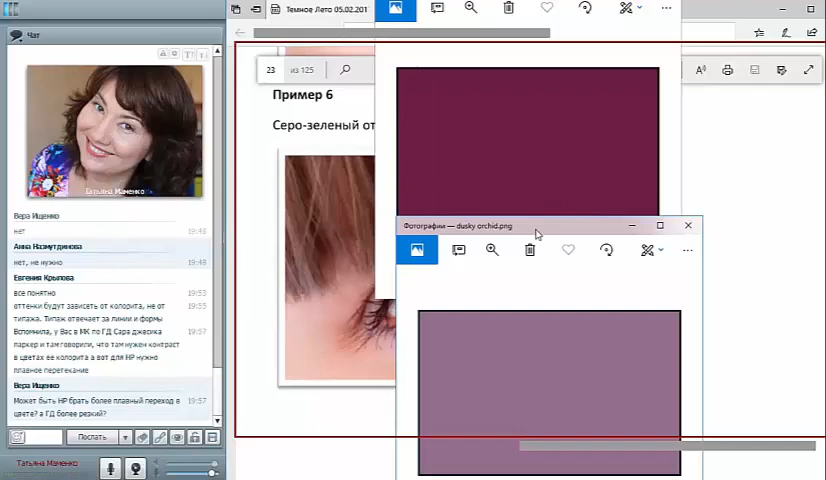 Чат
Татьяна Маменко
Вера Ищенко
нет
19:48
Анна Назмутдинова
нет, не нужно
19:48
Евгения Крылова
все понятно
19:53
оттенки будут зависеть от колорита, не от
19:55
типажа. Типаж отвечает за линии и формы
Вспомнила, у Вас в МК по ГД Сара джесика
19:57
паркер и там говорили, что там нужен контраст
в цветах ее колорита а вот для НР нужно
плавное перетекание
Вера Ищенко
Может быть НР брать более плавный переход в
19:57
цвете? а ГД более резкий?
Послать
Татьяна Маменко
Темное Лето 05.02.201
23
из 125
Пример 6
Серо-зеленый от
Фотографии — dusky orchid.png